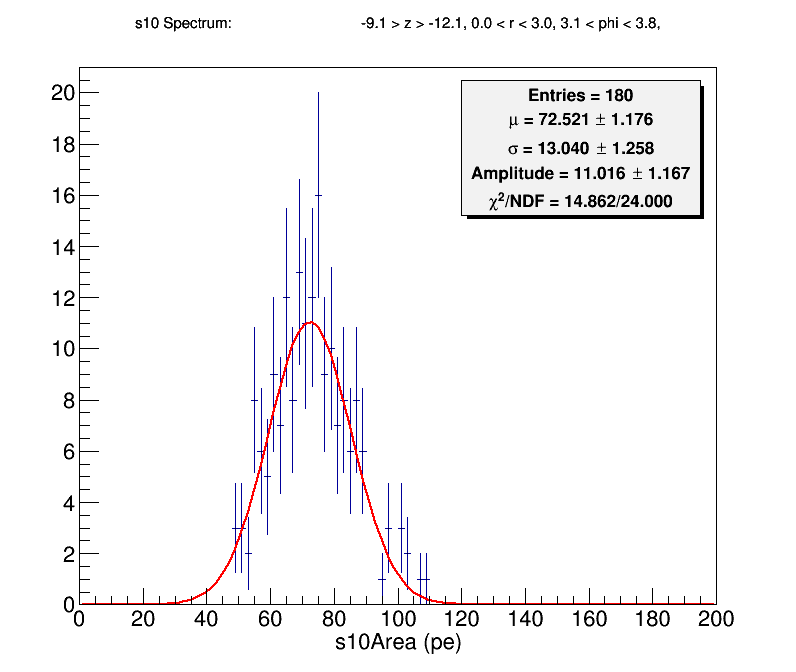 s10 Spectrum: -9.1 > z > -12.1, 0.0 < r < 3.0, 3.1 < phi < 3.8,
Entries = 180
μ = 72.521 ± 1.176
σ = 13.040 ± 1.258
Amplitude = 11.016 ± 1.167
χ²/NDF = 14.862/24.000
20
18
16
14
12
10
8
6
4
2
0
0 20 40 60 80 100 120 140 160 180 200
s10Area (pe)